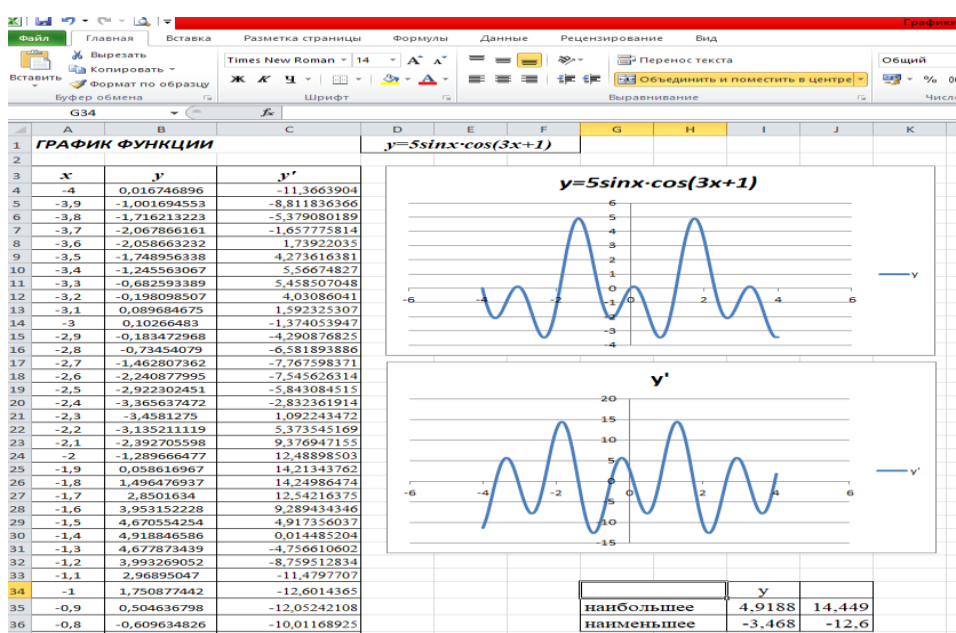 Графики
Файл Главная Вставка Разметка страницы Формулы Данные Рецензирование Вид
Вставить
Вырезать
Копировать
Формат по образцу
Буфер обмена
Times New Roman 14
Ж К Ч
Шрифт
Перенос текста
Объединить и поместить в центре
Выравнивание
Общий
%
Число
G34 fx
A B C D E F G H I J K
1 ГРАФИК ФУНКЦИИ y=5sinx·cos(3x+1)
2
3 x y y'
4 -4 0,016746896 -11,3663904
5 -3,9 -1,001694553 -8,811836366
6 -3,8 -1,716213223 -5,379080189
7 -3,7 -2,067866161 -1,657775814
8 -3,6 -2,058663232 1,73922035
9 -3,5 -1,748956338 4,273616381
10 -3,4 -1,245563067 5,56674827
11 -3,3 -0,682593389 5,458507048
12 -3,2 -0,198098507 4,03086041
13 -3,1 0,089684675 1,592325307
14 -3 0,10266483 -1,374053947
15 -2,9 -0,183472968 -4,290876825
16 -2,8 -0,73454079 -6,581893886
17 -2,7 -1,462807362 -7,767598371
18 -2,6 -2,240877995 -7,545626314
19 -2,5 -2,922302451 -5,843084515
20 -2,4 -3,365637472 -2,832361914
21 -2,3 -3,4581275 1,092243472
22 -2,2 -3,135211119 5,373545169
23 -2,1 -2,392705598 9,376947155
24 -2 -1,289666477 12,48898503
25 -1,9 0,058616967 14,21343762
26 -1,8 1,496476937 14,24986474
27 -1,7 2,8501634 12,54216375
28 -1,6 3,953152228 9,289434346
29 -1,5 4,670554254 4,917356037
30 -1,4 4,918846586 0,014485204
31 -1,3 4,677873439 -4,756610602
32 -1,2 3,993269052 -8,759512834
33 -1,1 2,96895047 -11,4797707
34 -1 1,750877442 -12,6014365
35 -0,9 0,504636798 -12,05242108
36 -0,8 -0,609634826 -10,01168925
y=5sinx·cos(3x+1)
6
5
4
3
2
1
0
-1
-2
-3
-4
-6 -4 -2 0 2 4 6
y
y'
20
15
10
5
0
-5
-10
-15
-6 -4 -2 0 2 4 6
y'
y
наибольшее 4,9188 14,449
наименьшее -3,468 -12,6